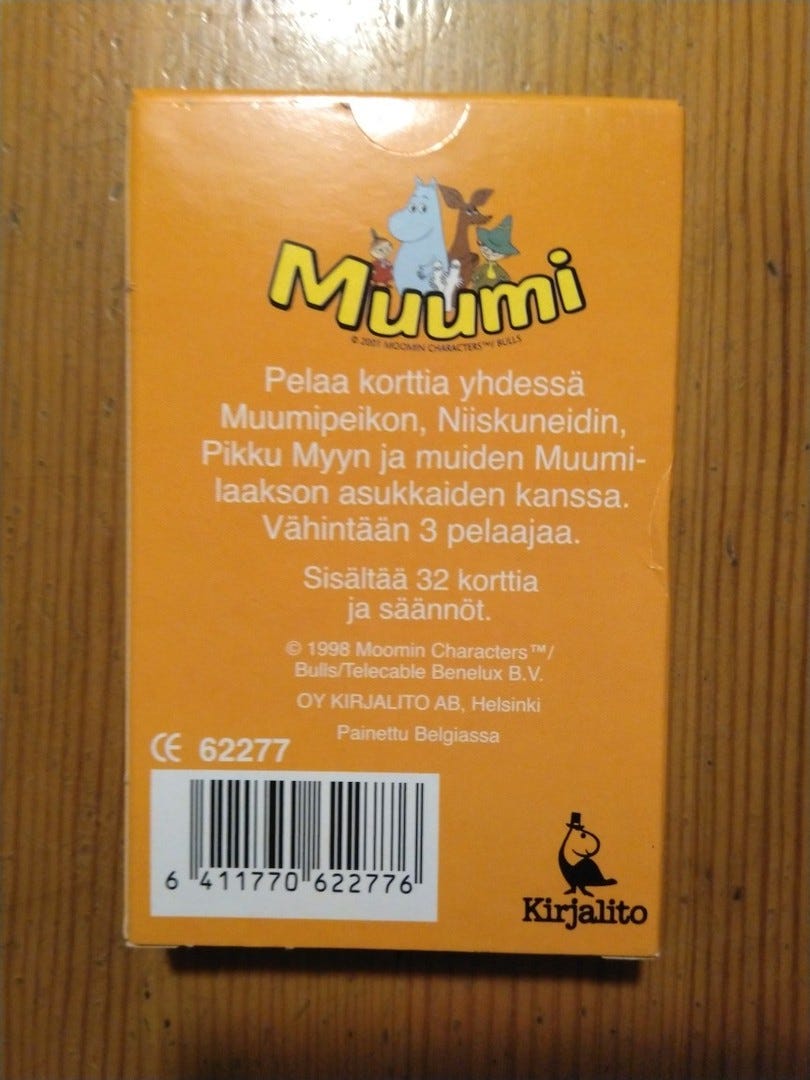 Muumi
© 2001 MOOMIN CHARACTERS™/ BULLS
Pelaa korttia yhdessä
Muumipeikon, Niiskuneidin,
Pikku Myyn ja muiden Muumi-
laakson asukkaiden kanssa.
Vähintään 3 pelaajaa.
Sisältää 32 korttia
ja säännöt.
© 1998 Moomin Characters™/
Bulls/Telecable Benelux B.V.
OY KIRJALITO AB, Helsinki
Painettu Belgiassa
CE 62277
6 411770 622776
Kirjalito